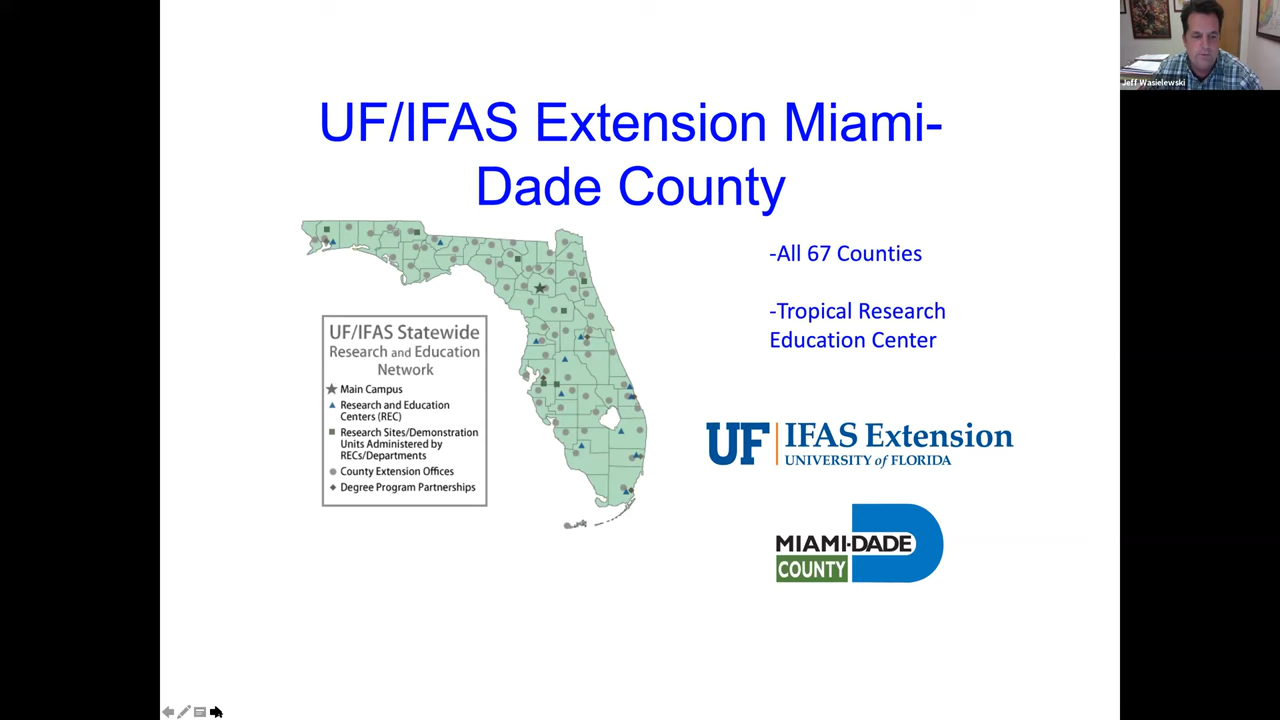 Jeff Wasielewski
UF/IFAS Extension Miami-
Dade County
-All 67 Counties
-Tropical Research
Education Center
UF/IFAS Statewide
Research and Education
Network
Main Campus
Research and Education
Centers (REC)
Research Sites/Demonstration
Units Administered by
RECs/Departments
County Extension Offices
Degree Program Partnerships
UF IFAS Extension
UNIVERSITY of FLORIDA
MIAMI-DADE
COUNTY